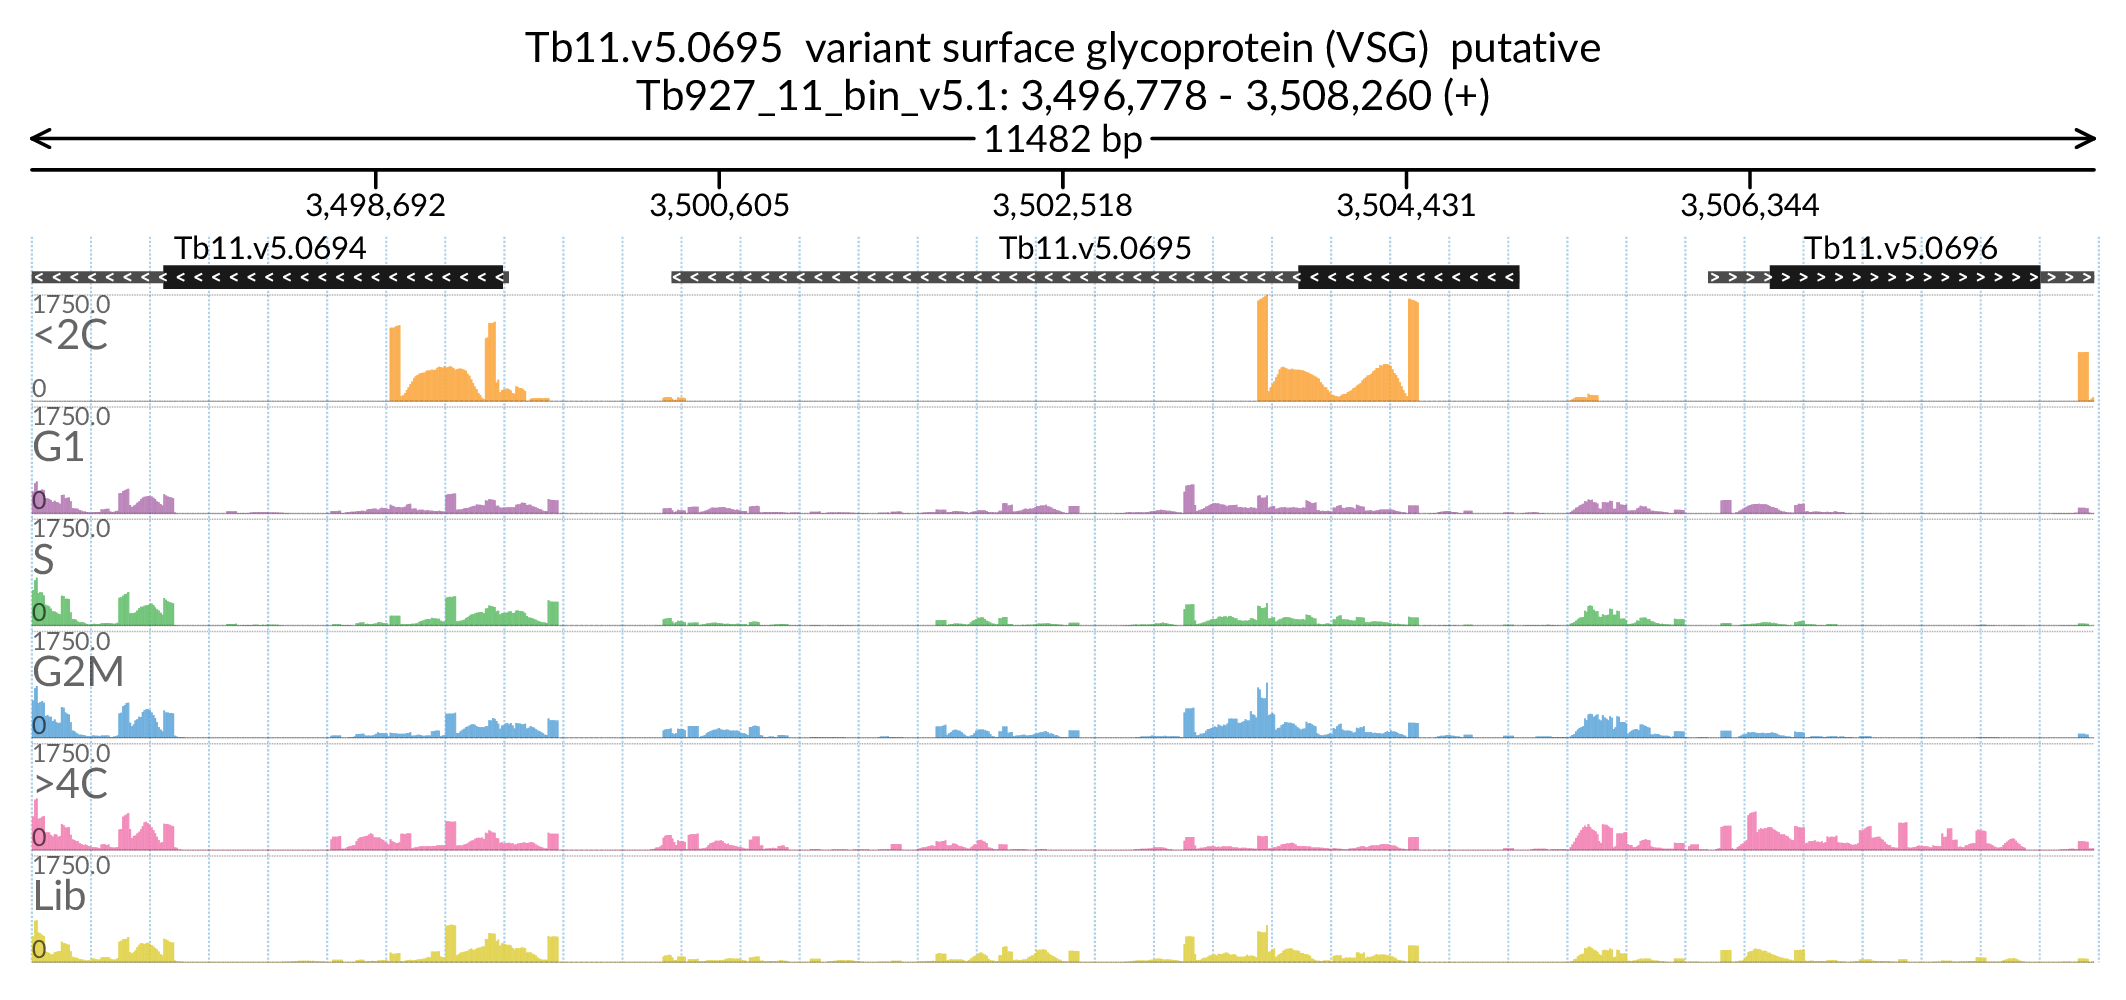 Tb11.v5.0695 variant surface glycoprotein (VSG) putative
Tb927_11_bin_v5.1: 3,496,778 - 3,508,260 (+)
11482 bp
3,498,692 3,500,605 3,502,518 3,504,431 3,506,344
Tb11.v5.0694 Tb11.v5.0695 Tb11.v5.0696
1750.0
<2C
0
1750.0
G1
0
1750.0
S
0
1750.0
G2M
0
1750.0
>4C
0
1750.0
Lib
0